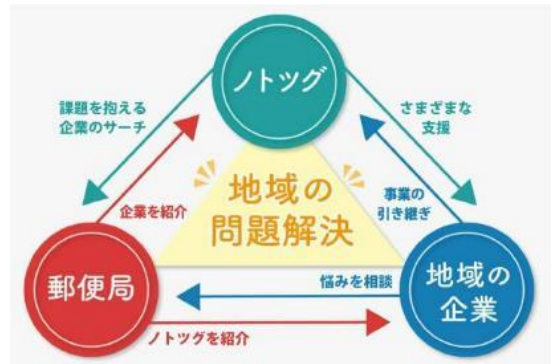 ノトツグ
課題を抱える
企業のサーチ
さまざまな
支援
企業を紹介
事業の
引き継ぎ
地域の
問題解決
郵便局
悩みを相談
地域の
企業
ノトツグを紹介